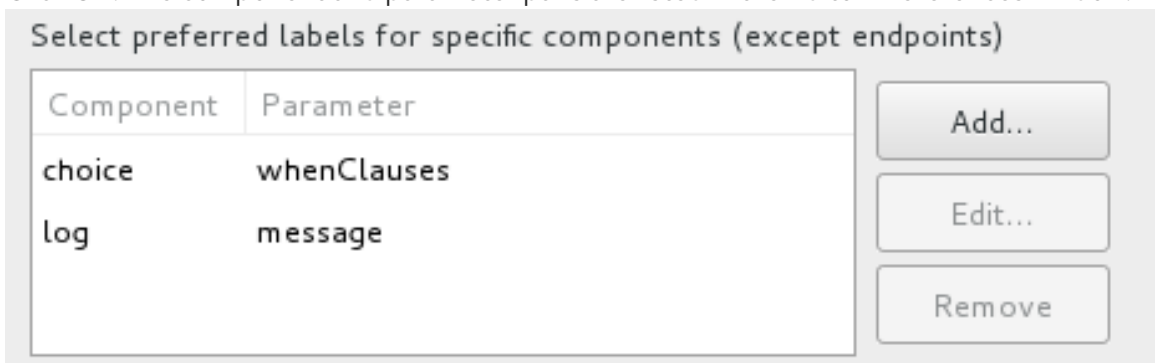 Select preferred labels for specific components (except endpoints)
Component Parameter
Add...
choice whenClauses
Edit...
log message
Remove